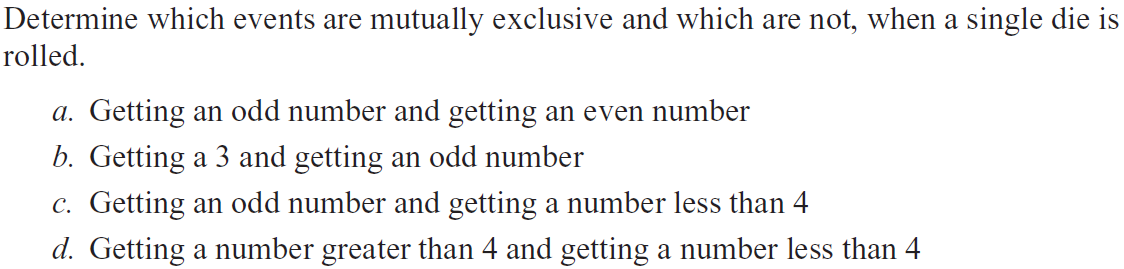 Determine which events are mutually exclusive and which are not, when a single die is
rolled.
a. Getting an odd number and getting an even number
b. Getting a 3 and getting an odd number
c. Getting an odd number and getting a number less than 4
d. Getting a number greater than 4 and getting a number less than 4